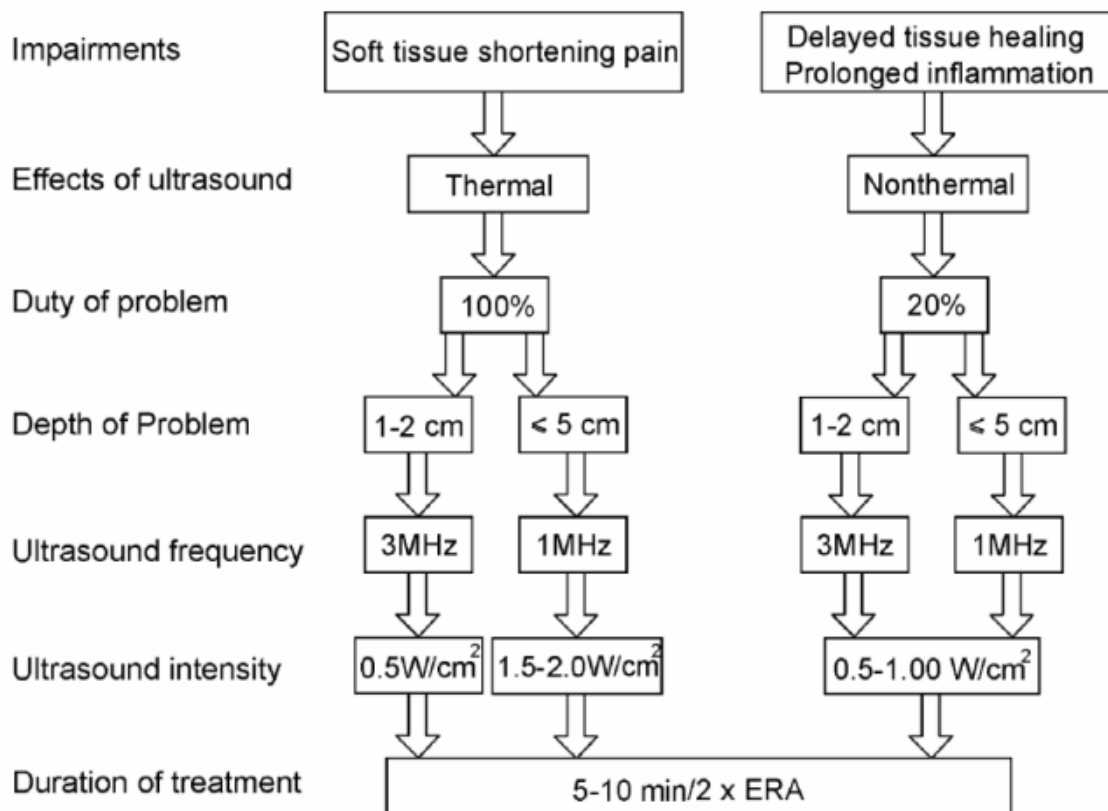 Impairments
Soft tissue shortening pain
Delayed tissue healing
Prolonged inflammation
Effects of ultrasound
Thermal
Nonthermal
Duty of problem
100%
20%
Depth of Problem
1-2 cm
⩽ 5 cm
1-2 cm
⩽ 5 cm
Ultrasound frequency
3MHz
1MHz
3MHz
1MHz
Ultrasound intensity
0.5W/cm²
1.5-2.0W/cm²
0.5-1.00 W/cm²
Duration of treatment
5-10 min/2 x ERA